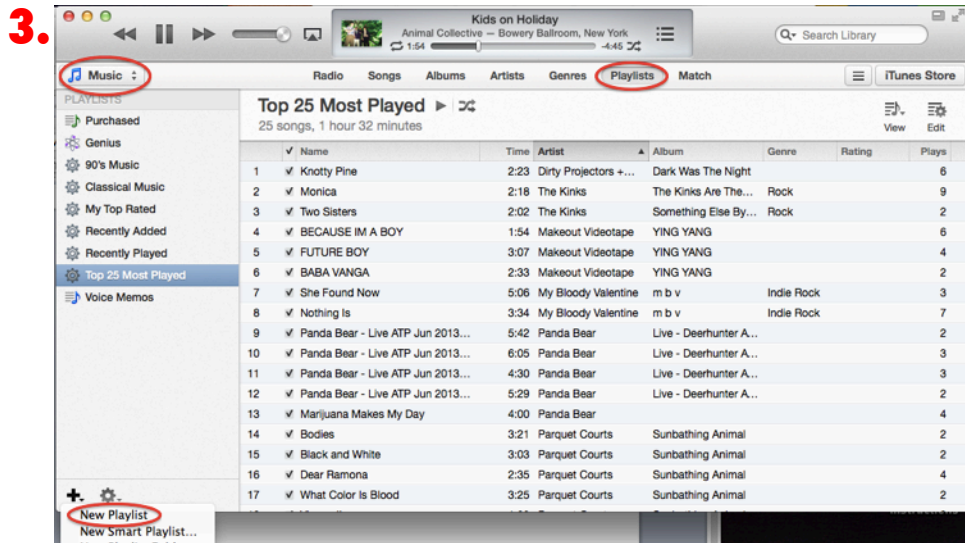 3.
Kids on Holiday
Animal Collective — Bowery Ballroom, New York
1:54 -4:45
Search Library
Music
Radio Songs Albums Artists Genres Playlists Match
iTunes Store
PLAYLISTS
Purchased
Genius
90's Music
Classical Music
My Top Rated
Recently Added
Recently Played
Top 25 Most Played
Voice Memos
Top 25 Most Played
25 songs, 1 hour 32 minutes
View Edit
✓ Name Time Artist Album Genre Rating Plays
1 ✓ Knotty Pine 2:23 Dirty Projectors +... Dark Was The Night 6
2 ✓ Monica 2:18 The Kinks The Kinks Are The... Rock 9
3 ✓ Two Sisters 2:02 The Kinks Something Else By... Rock 2
4 ✓ BECAUSE IM A BOY 1:54 Makeout Videotape YING YANG 6
5 ✓ FUTURE BOY 3:07 Makeout Videotape YING YANG 4
6 ✓ BABA VANGA 2:33 Makeout Videotape YING YANG 2
7 ✓ She Found Now 5:06 My Bloody Valentine m b v Indie Rock 3
8 ✓ Nothing Is 3:34 My Bloody Valentine m b v Indie Rock 7
9 ✓ Panda Bear - Live ATP Jun 2013... 5:42 Panda Bear Live - Deerhunter A... 2
10 ✓ Panda Bear - Live ATP Jun 2013... 6:05 Panda Bear Live - Deerhunter A... 3
11 ✓ Panda Bear - Live ATP Jun 2013... 4:30 Panda Bear Live - Deerhunter A... 3
12 ✓ Panda Bear - Live ATP Jun 2013... 5:29 Panda Bear Live - Deerhunter A... 2
13 ✓ Marijuana Makes My Day 4:00 Panda Bear 4
14 ✓ Bodies 3:21 Parquet Courts Sunbathing Animal 2
15 ✓ Black and White 3:03 Parquet Courts Sunbathing Animal 2
16 ✓ Dear Ramona 2:35 Parquet Courts Sunbathing Animal 4
17 ✓ What Color Is Blood 3:25 Parquet Courts Sunbathing Animal 2
New Playlist
New Smart Playlist...